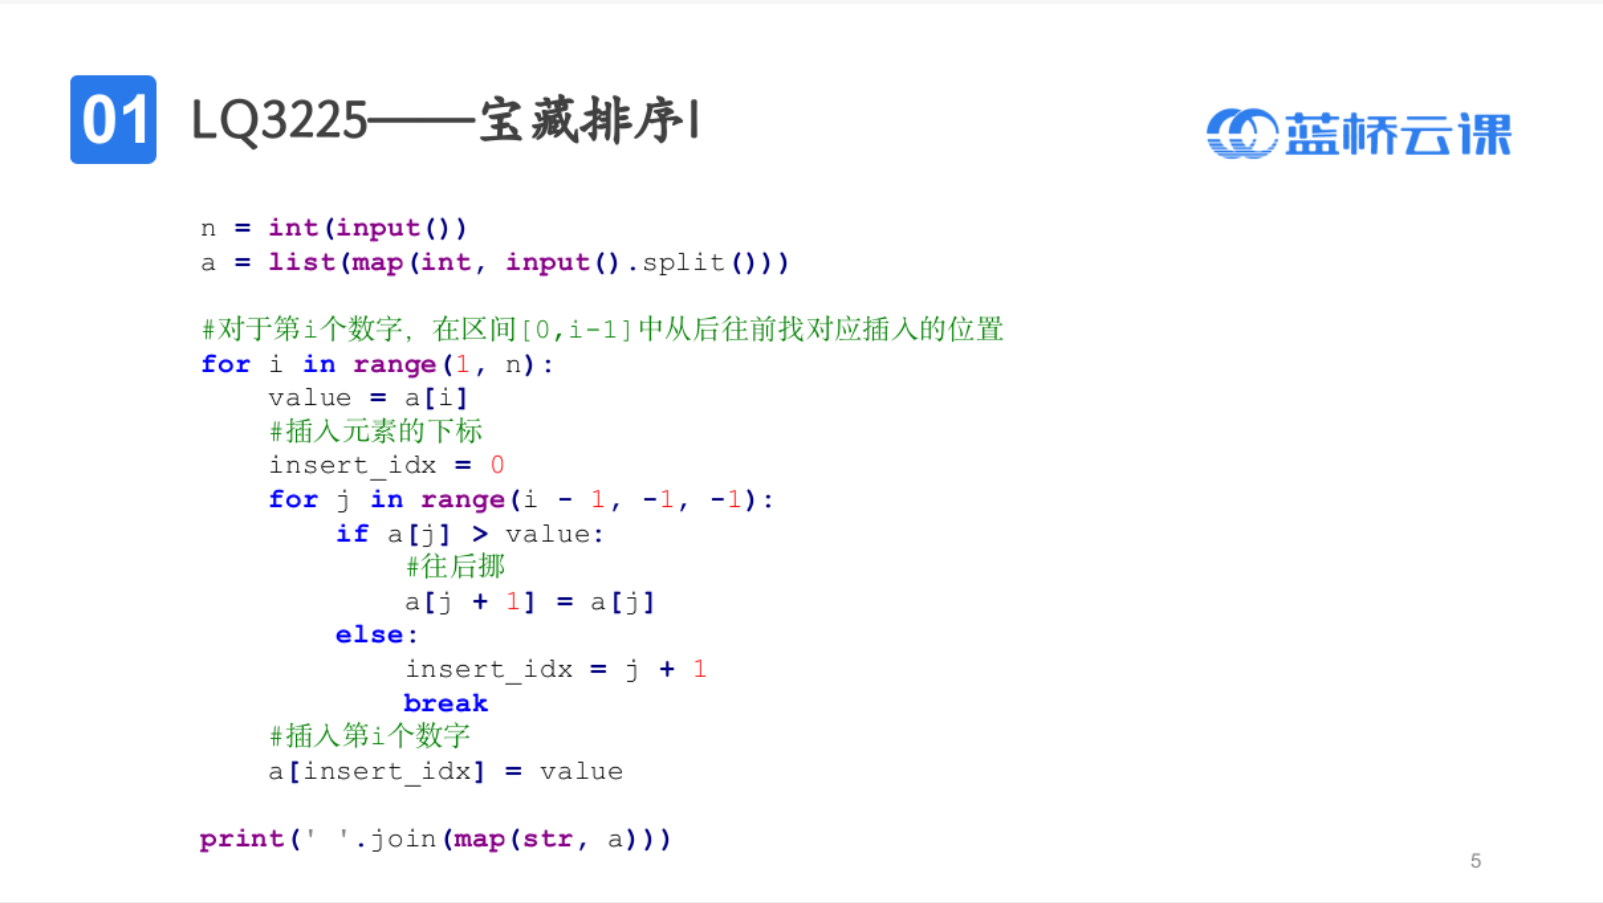 01 LQ3225——宝藏排序Ⅰ
蓝桥云课
n = int(input())
a = list(map(int, input().split()))
#对于第i个数字，在区间[0,i-1]中从后往前找对应插入的位置
for i in range(1, n):
    value = a[i]
    #插入元素的下标
    insert_idx = 0
    for j in range(i - 1, -1, -1):
        if a[j] > value:
            #往后挪
            a[j + 1] = a[j]
        else:
            insert_idx = j + 1
            break
    #插入第i个数字
    a[insert_idx] = value
print(' '.join(map(str, a)))
5